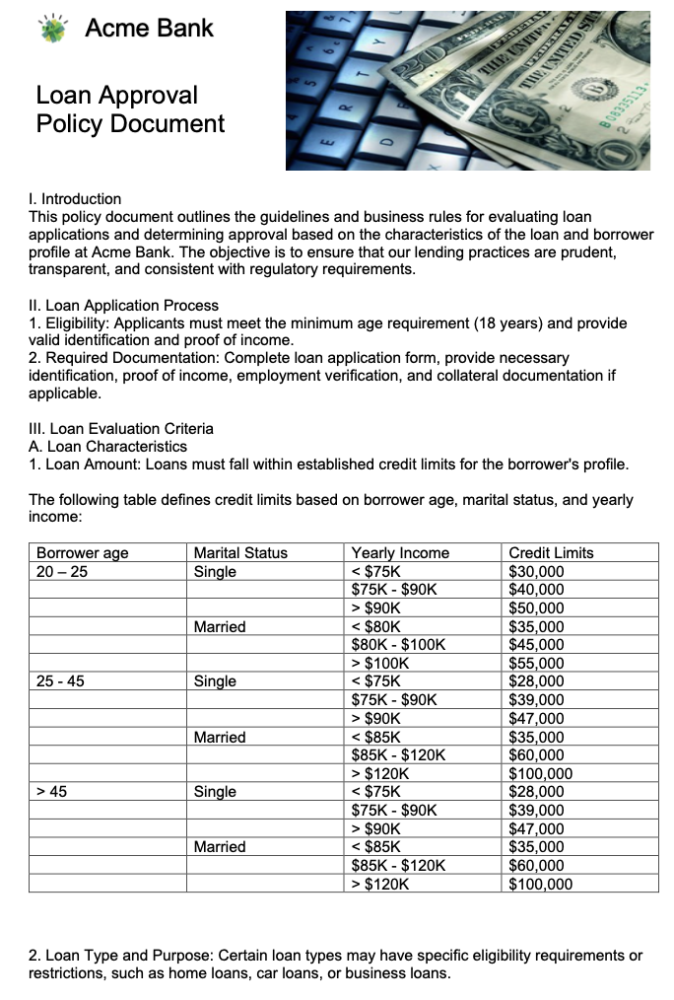 Acme Bank
Loan Approval
Policy Document
THE UNITED S
B08335113
E R T Y
D
I. Introduction
This policy document outlines the guidelines and business rules for evaluating loan
applications and determining approval based on the characteristics of the loan and borrower
profile at Acme Bank. The objective is to ensure that our lending practices are prudent,
transparent, and consistent with regulatory requirements.
II. Loan Application Process
1. Eligibility: Applicants must meet the minimum age requirement (18 years) and provide
valid identification and proof of income.
2. Required Documentation: Complete loan application form, provide necessary
identification, proof of income, employment verification, and collateral documentation if
applicable.
III. Loan Evaluation Criteria
A. Loan Characteristics
1. Loan Amount: Loans must fall within established credit limits for the borrower's profile.
The following table defines credit limits based on borrower age, marital status, and yearly
income:
Borrower age Marital Status Yearly Income Credit Limits
20 – 25 Single < $75K $30,000
$75K - $90K $40,000
> $90K $50,000
Married < $80K $35,000
$80K - $100K $45,000
> $100K $55,000
25 - 45 Single < $75K $28,000
$75K - $90K $39,000
> $90K $47,000
Married < $85K $35,000
$85K - $120K $60,000
> $120K $100,000
> 45 Single < $75K $28,000
$75K - $90K $39,000
> $90K $47,000
Married < $85K $35,000
$85K - $120K $60,000
> $120K $100,000
2. Loan Type and Purpose: Certain loan types may have specific eligibility requirements or
restrictions, such as home loans, car loans, or business loans.